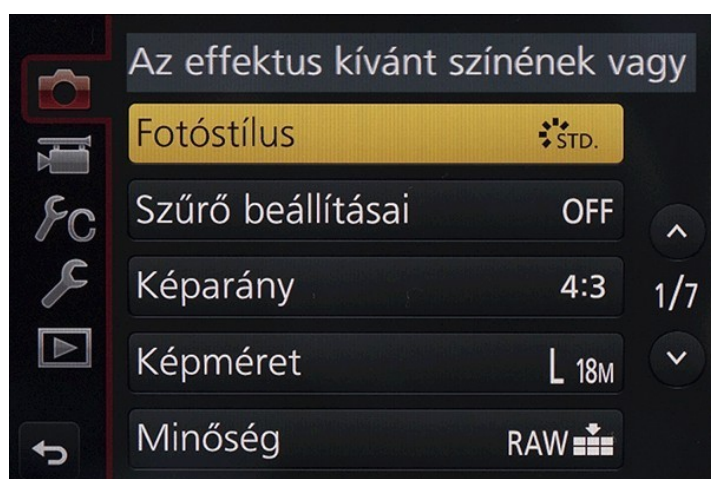 Az effektus kívánt színének vagy
Fotóstílus STD.
Szűrő beállításai OFF
FC
Képarány 4:3
1/7
Képméret L 18M
Minőség RAW